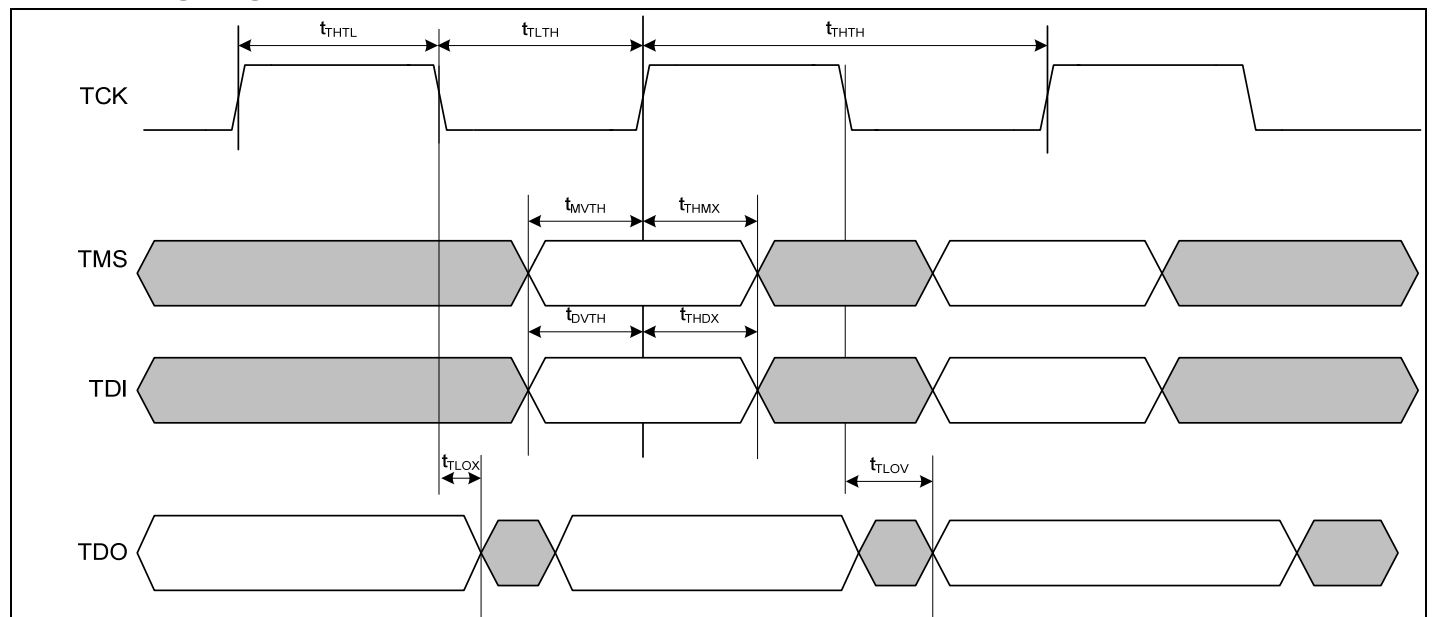 tTHTL tTLTH tTHTH
TCK
tMVTH tTHMX
TMS
tDVTH tTHDX
TDI
tTLOX tTLOV
TDO